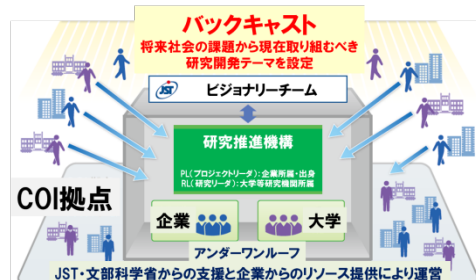 バックキャスト
将来社会の課題から現在取り組むべき
研究開発テーマを設定
JST ビジョナリーチーム
研究推進機構
PL(プロジェクトリーダ):企業所属・出身
RL(研究リーダ):大学等研究機関所属
COI拠点
企業 大学
アンダーワンルーフ
JST・文部科学省からの支援と企業からのリソース提供により運営